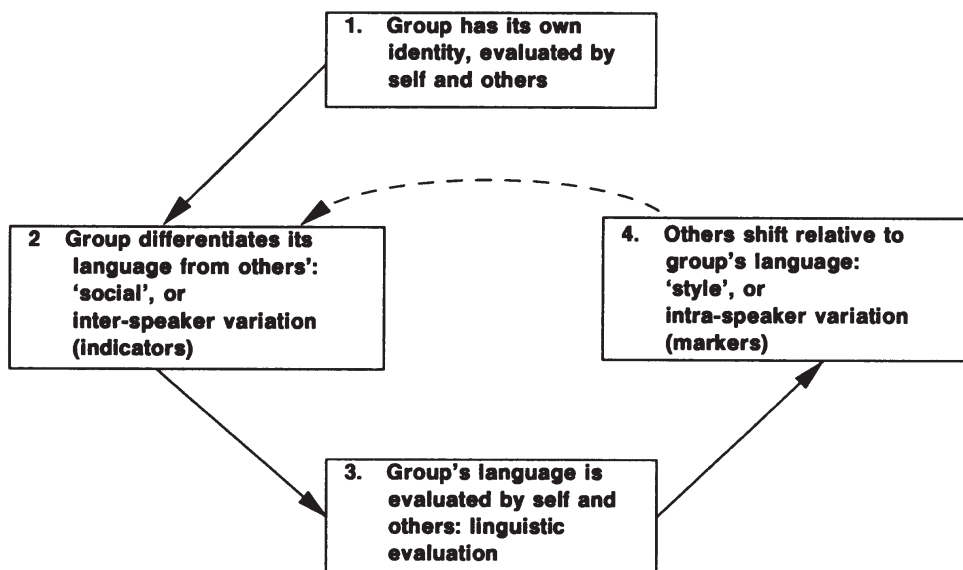 1. Group has its own
identity, evaluated by
self and others
2 Group differentiates its
language from others':
'social', or
inter-speaker variation
(indicators)
4. Others shift relative to
group's language:
'style', or
intra-speaker variation
(markers)
3. Group's language is
evaluated by self and
others: linguistic
evaluation